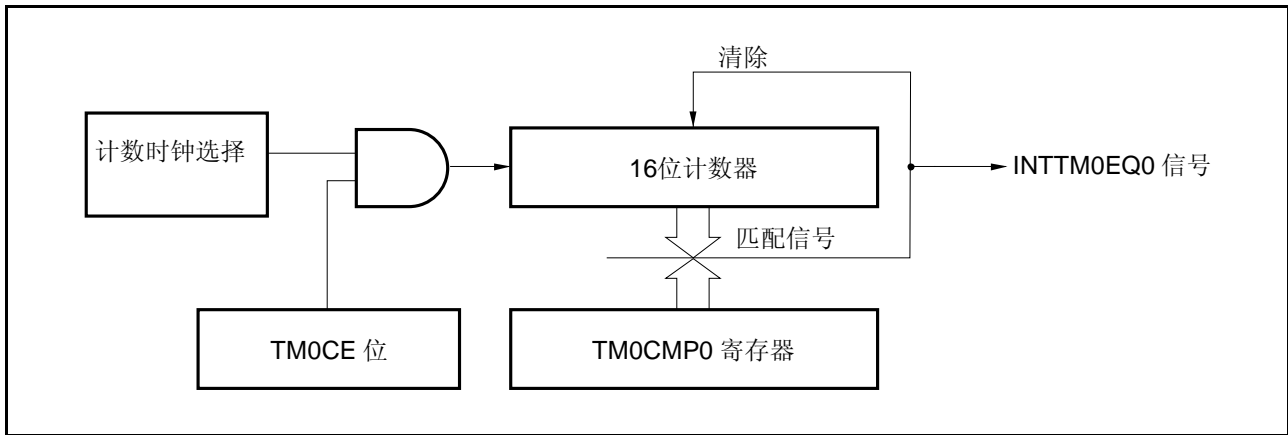 清除
计数时钟选择
16位计数器
INTTM0EQ0 信号
匹配信号
TM0CE 位
TM0CMP0 寄存器